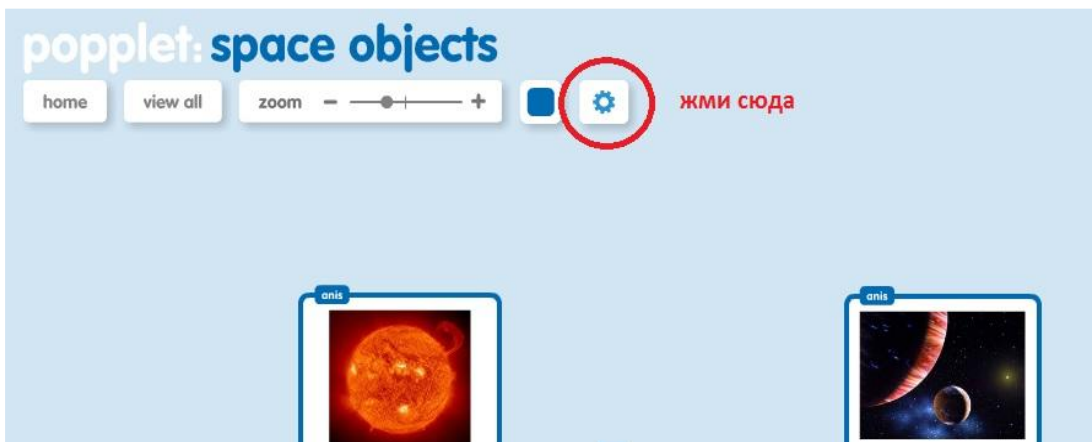 popplet: space objects
home view all zoom - + жми сюда
anis anis